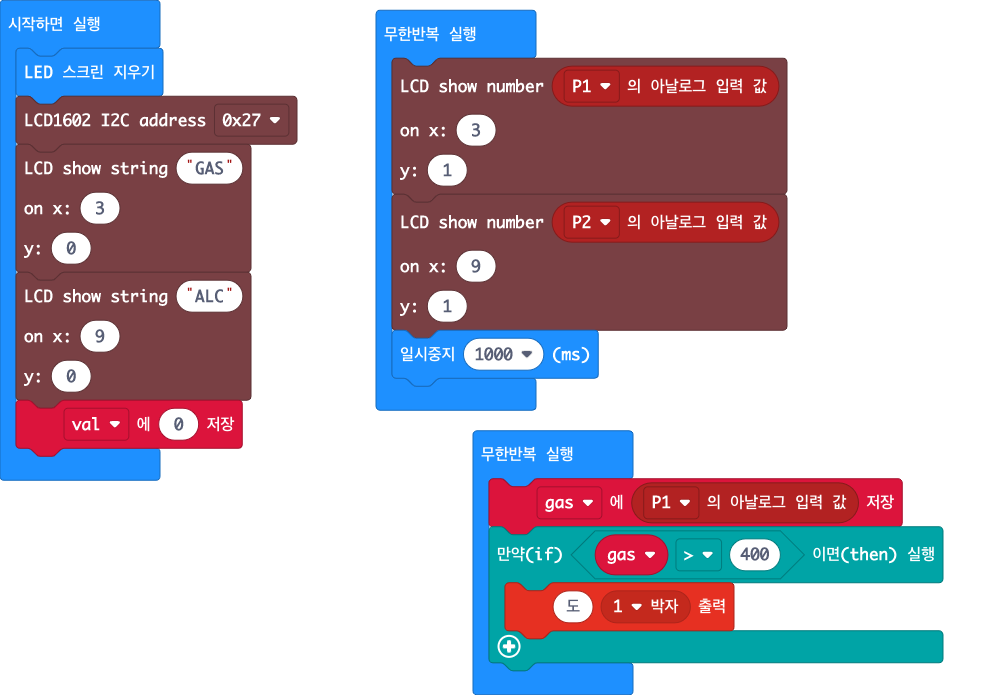 시작하면 실행
LED 스크린 지우기
LCD1602 I2C address 0x27
LCD show string "GAS"
on x: 3
y: 0
LCD show string "ALC"
on x: 9
y: 0
val 에 0 저장
무한반복 실행
LCD show number P1 의 아날로그 입력 값
on x: 3
y: 1
LCD show number P2 의 아날로그 입력 값
on x: 9
y: 1
일시중지 1000 (ms)
무한반복 실행
gas 에 P1 의 아날로그 입력 값 저장
만약(if) gas > 400 이면(then) 실행
도 1 박자 출력